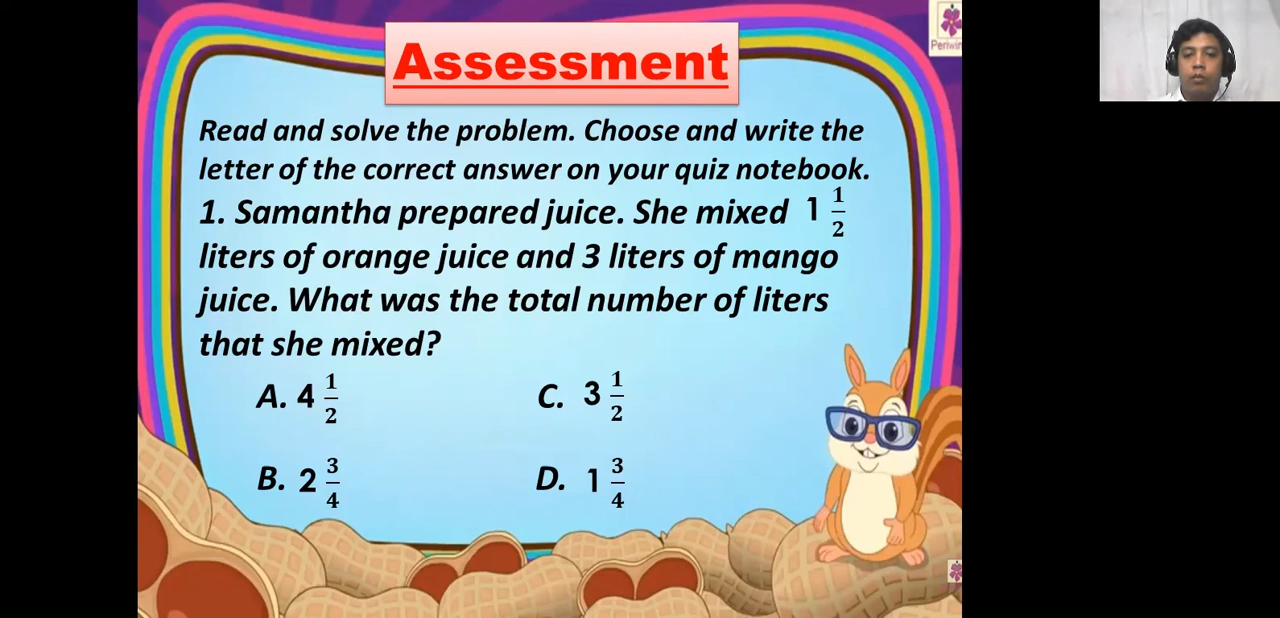 Assessment
Read and solve the problem. Choose and write the
letter of the correct answer on your quiz notebook.
1. Samantha prepared juice. She mixed 1 1/2
liters of orange juice and 3 liters of mango
juice. What was the total number of liters
that she mixed?
A. 4 1/2
C. 3 1/2
B. 2 3/4
D. 1 3/4